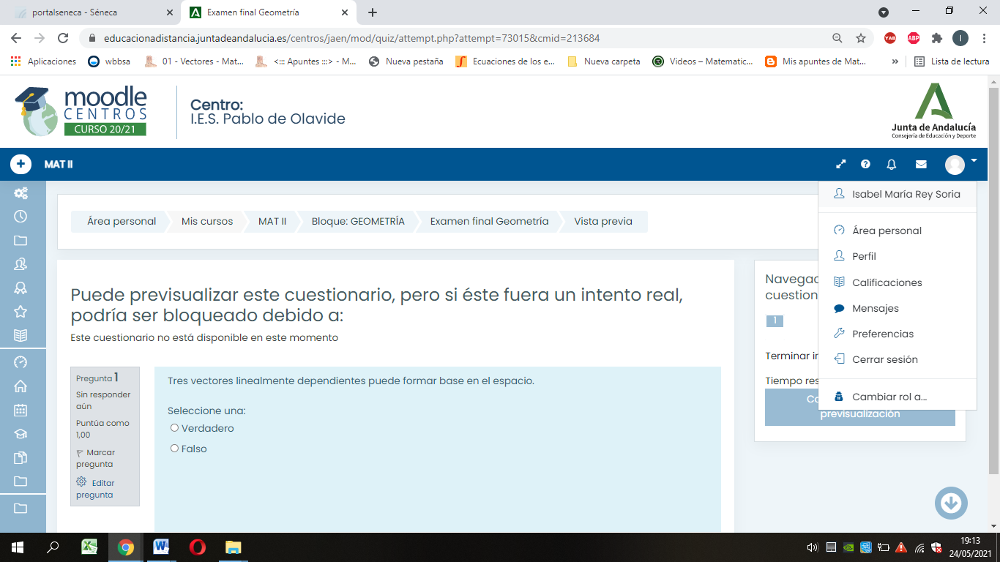 portalseneca - Séneca
Examen final Geometría
educacionadistancia.juntadeandalucia.es/centros/jaen/mod/quiz/attempt.php?attempt=73015&cmid=213684
YAB
ABP
I
Aplicaciones
wbbsa
01 - Vectores - Mat...
<::: Apuntes :::> - M...
Nueva pestaña
Ecuaciones de los e...
Nueva carpeta
Videos – Matematic...
Mis apuntes de Mat...
»
Lista de lectura
moodle
CENTROS
CURSO 20/21
Centro:
I.E.S. Pablo de Olavide
Junta de Andalucía
Consejería de Educación y Deporte
MAT II
Isabel María Rey Soria
Área personal
Perfil
Calificaciones
Mensajes
Preferencias
Cerrar sesión
Cambiar rol a...
Área personal
Mis cursos
MAT II
Bloque: GEOMETRÍA
Examen final Geometría
Vista previa
Puede previsualizar este cuestionario, pero si éste fuera un intento real,
podría ser bloqueado debido a:
Este cuestionario no está disponible en este momento
Pregunta 1
Sin responder
aún
Puntúa como
1,00
Marcar
pregunta
Editar
pregunta
Tres vectores linealmente dependientes puede formar base en el espacio.
Seleccione una:
Verdadero
Falso
Navegac
cuestion
1
Terminar in
Tiempo res
Co
previsualización
19:13
24/05/2021